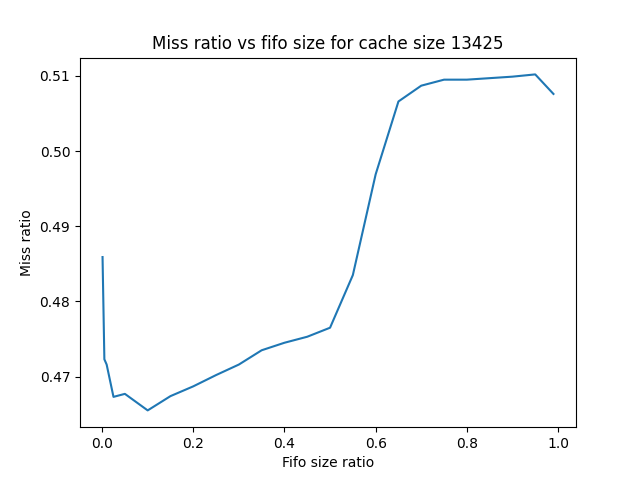 Miss ratio vs fifo size for cache size 13425
0.51
0.50
0.49
0.48
0.47
Miss ratio
0.0 0.2 0.4 0.6 0.8 1.0
Fifo size ratio